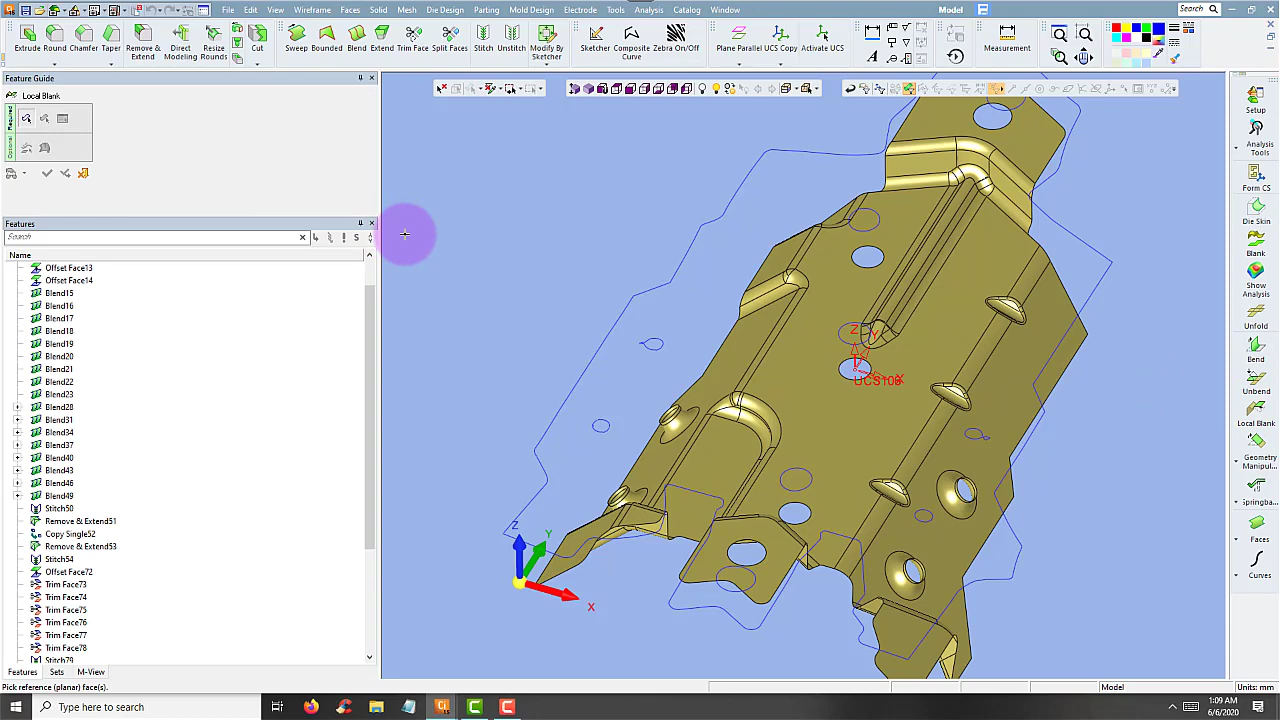 File Edit View Wireframe Faces Solid Mesh Die Design Parting Mold Design Electrode Tools Analysis Catalog Window Model Search
Extrude Round Chamfer Taper Remove & Extend Direct Modeling Resize Rounds Cut Sweep Bounded Blend Extend Stitch Unstitch Modify By Sketcher Sketcher Composite Curve Zebra On/Off Plane: Parallel UCS Copy Activate UCS Measurement
Feature Guide
Local Blank
Required
Optional
Features
Search
Name
Offset Face13
Offset Face14
Blend15
Blend16
Blend17
Blend18
Blend19
Blend20
Blend21
Blend22
Blend23
Blend28
Blend31
Blend34
Blend37
Blend40
Blend43
Blend46
Blend49
Stitch50
Remove & Extend51
Copy Single52
Remove & Extend53
Stitch54
Offset Face72
Trim Face73
Trim Face74
Trim Face75
Trim Face76
Trim Face77
Trim Face78
Stitch79
Features Sets M-View
Z Y X
UCS100
Z Y X
Setup
Analysis Tools
Form CS
Die Skin
Blank
Show Analysis
Unfold
Bend
Unbend
Local Blank
Geometry Manipul...
Springba...
Faces
Curves
Pick reference (planar) face(s).
Model
Units: mm
Type here to search
1:09 AM
6/6/2020